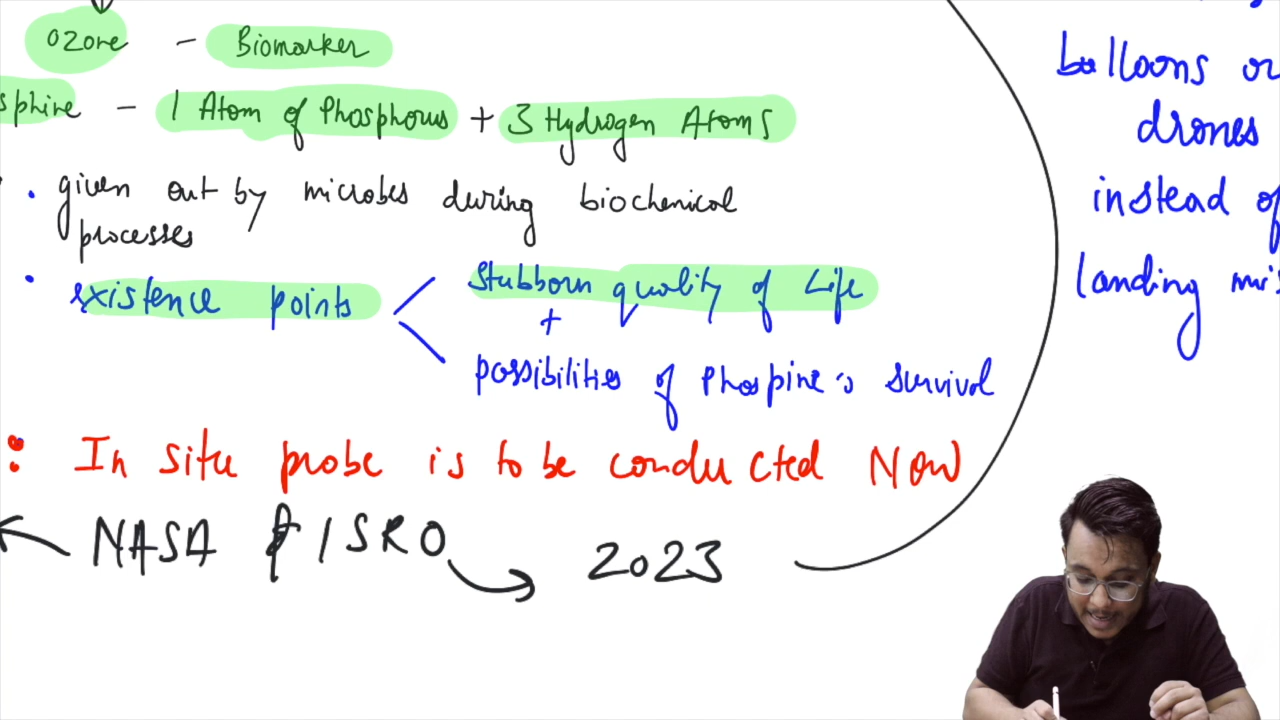 Ozone - Biomarker
sphine - 1 Atom of Phosphorus + 3 Hydrogen Atoms
• given out by microbes during biochemical
processes
• existence points < Stubborn quality of Life
+
possibilities of Phospine's survival
: In situ probe is to be conducted Now
← NASA & ISRO → 2023
balloons or
drones
instead of
landing mis